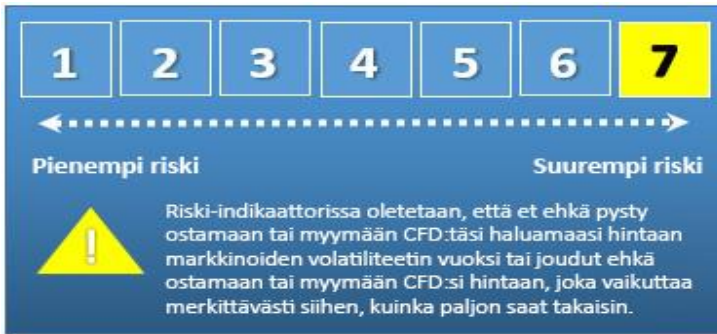 1 2 3 4 5 6 7
Pienempi riski Suurempi riski
!
Riski-indikaattorissa oletetaan, että et ehkä pysty
ostamaan tai myymään CFD:täsi haluamaasi hintaan
markkinoiden volatiliteetin vuoksi tai joudut ehkä
ostamaan tai myymään CFD:si hintaan, joka vaikuttaa
merkittävästi siihen, kuinka paljon saat takaisin.